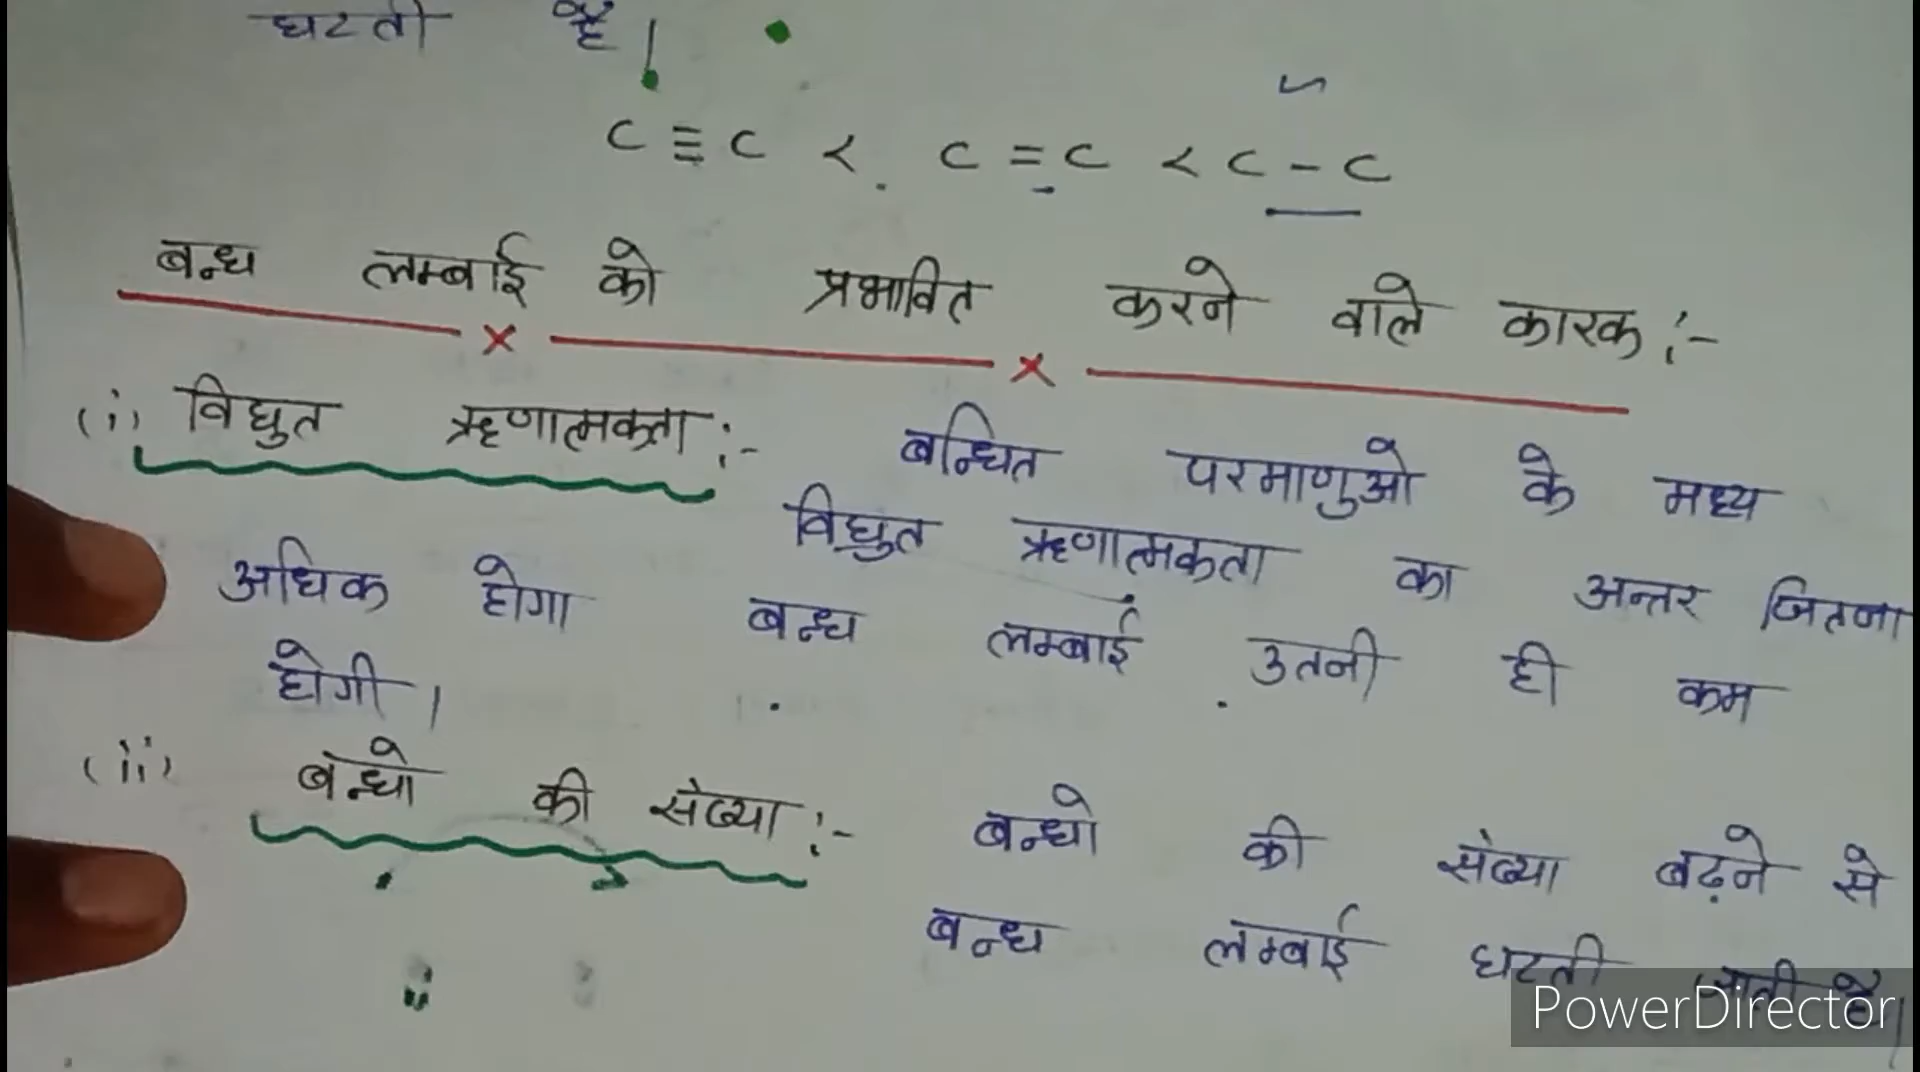 घटती है।
C ≡ C < C = C < C - C
बन्ध लम्बाई को प्रभावित करने वाले कारक :-
(i) विद्युत ऋणात्मकता :- बन्धित परमाणुओ के मध्य
विद्युत ऋणात्मकता का अन्तर जितना
अधिक होगा बन्ध लम्बाई उतनी ही कम
होगी।
(ii) बन्धो की संख्या :- बन्धो की संख्या बढ़ने से
बन्ध लम्बाई घटती जाती है।
PowerDirector